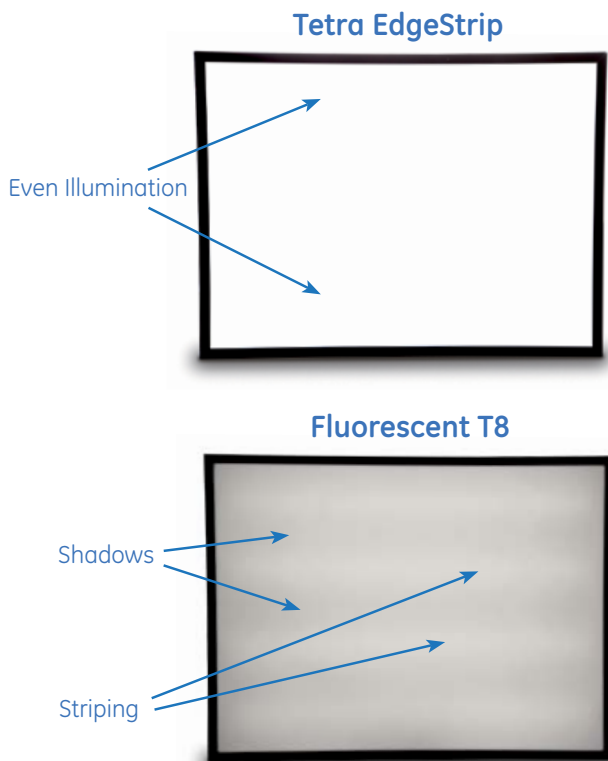 Tetra EdgeStrip
Even Illumination
Fluorescent T8
Shadows
Striping